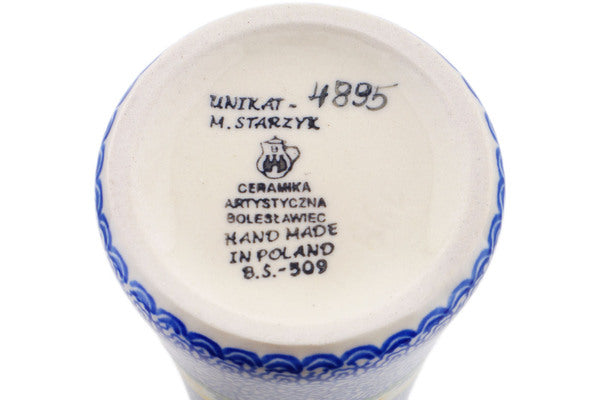 UNIKAT - 4895
M. STARZYK
B
CERAMIKA
ARTYSTYCZNA
BOLESŁAWIEC
HAND MADE
IN POLAND
B.S.-509